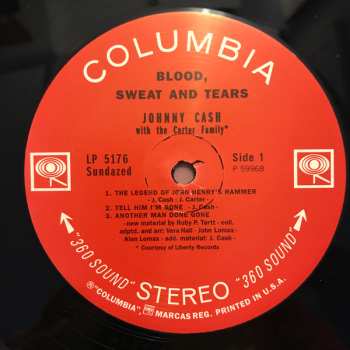 COLUMBIA
BLOOD,
SWEAT AND TEARS
JOHNNY CASH
with the Carter Family*
LP 5176
Sundazed
Side 1
P 59968
1. THE LEGEND OF JOHN HENRY'S HAMMER
- J. Cash - J. Carter -
2. TELL HIM I'M GONE - J. Cash -
3. ANOTHER MAN DONE GONE
- new material by Ruby P. Tartt - coll.
adptd. and arr: Vera Hall - John Lomax
Alan Lomax - add. material: J. Cash -
* Courtesy of Liberty Records
"360 SOUND" STEREO "360 SOUND"
® "COLUMBIA", MARCAS REG. PRINTED IN U.S.A.